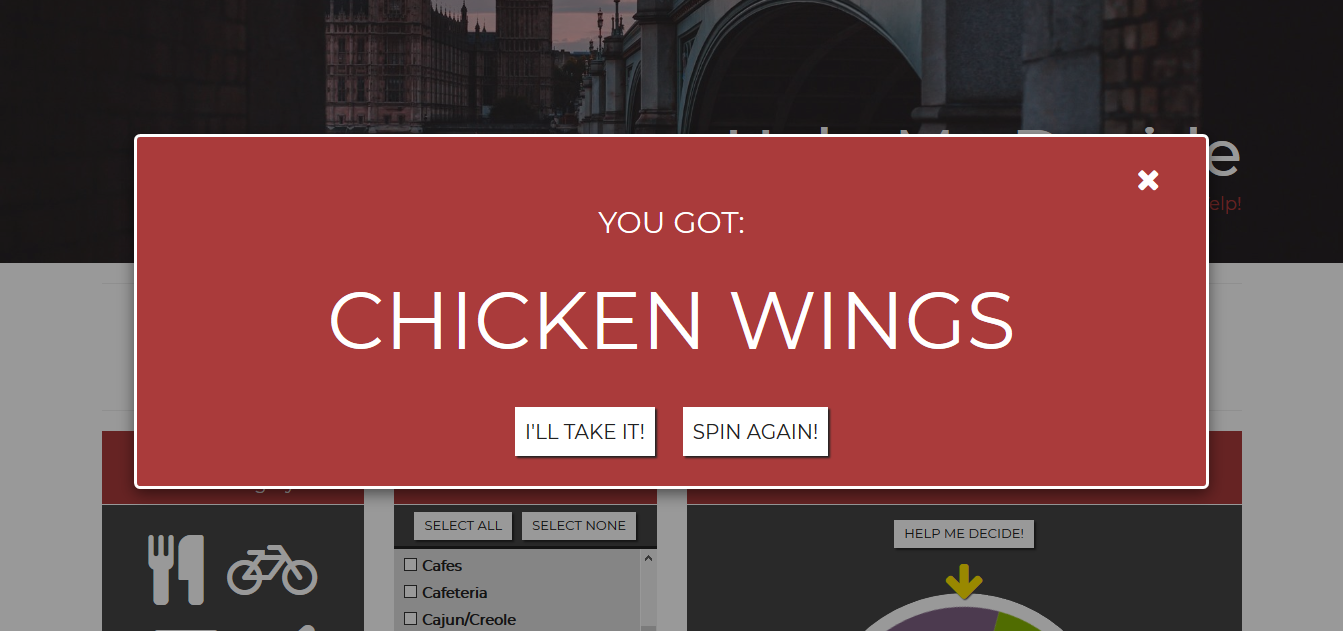 YOU GOT:
CHICKEN WINGS
I'LL TAKE IT!
SPIN AGAIN!
SELECT ALL
SELECT NONE
Cafes
Cafeteria
Cajun/Creole
HELP ME DECIDE!